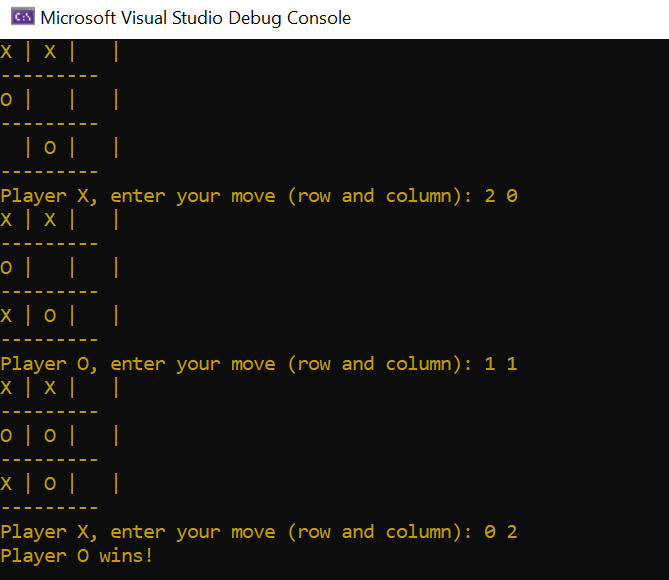 Microsoft Visual Studio Debug Console
X | X |   |
---------
O |   |   |
---------
  | O |   |
---------
Player X, enter your move (row and column): 2 0
X | X |   |
---------
O |   |   |
---------
X | O |   |
---------
Player O, enter your move (row and column): 1 1
X | X |   |
---------
O | O |   |
---------
X | O |   |
---------
Player X, enter your move (row and column): 0 2
Player O wins!